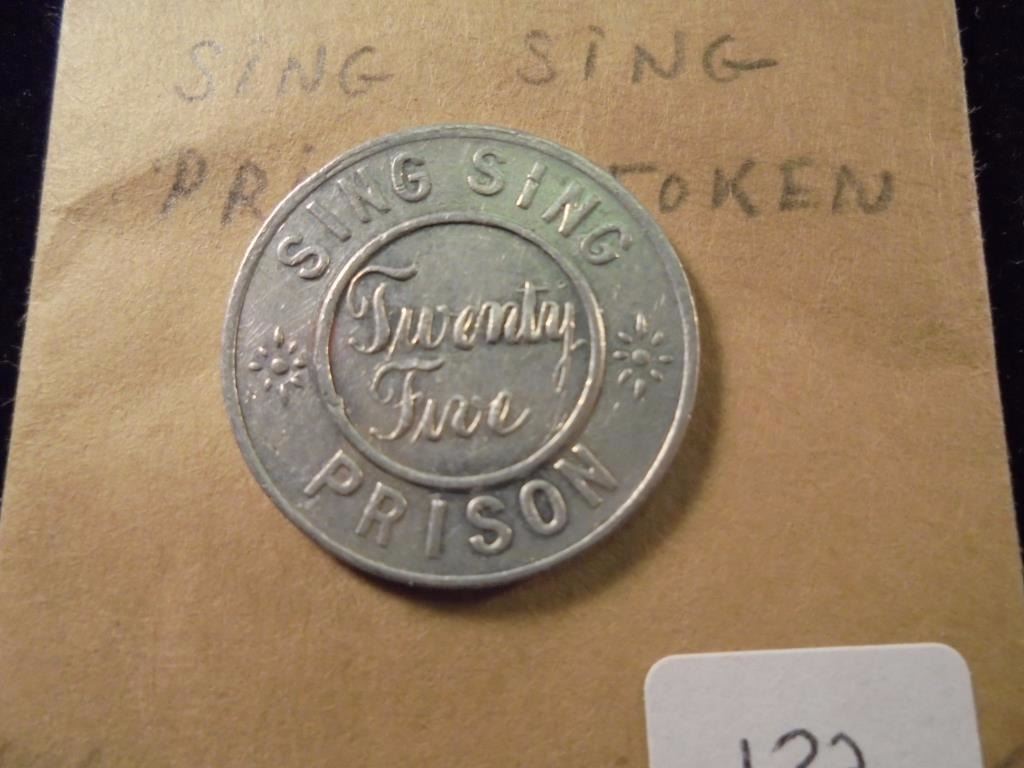 SING SING
TOKEN
SING SING
Twenty
Five
PRISON